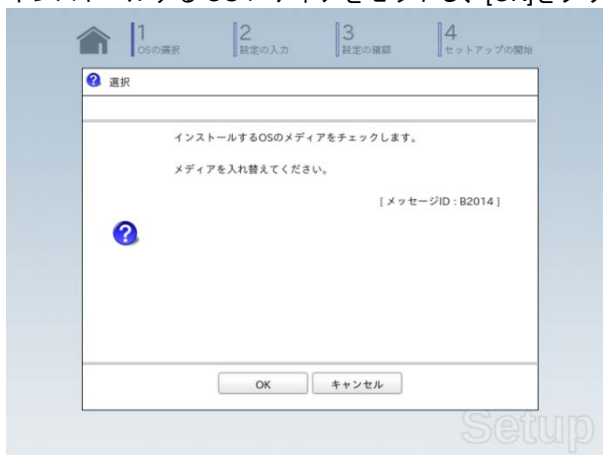 1
OSの選択
2
設定の入力
3
設定の確認
4
セットアップの開始
選択
インストールするOSのメディアをチェックします。
メディアを入れ替えてください。
[ メッセージID : B2014 ]
OK
キャンセル
Setup